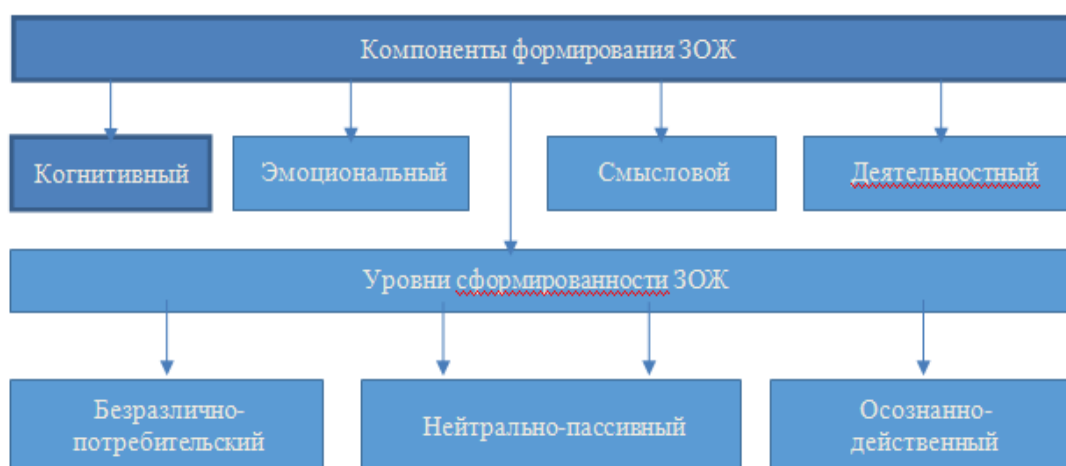 Компоненты формирования ЗОЖ
Когнитивный
Эмоциональный
Смысловой
Деятельностный
Уровни сформированности ЗОЖ
Безразлично-
потребительский
Нейтрально-пассивный
Осознанно-
действенный